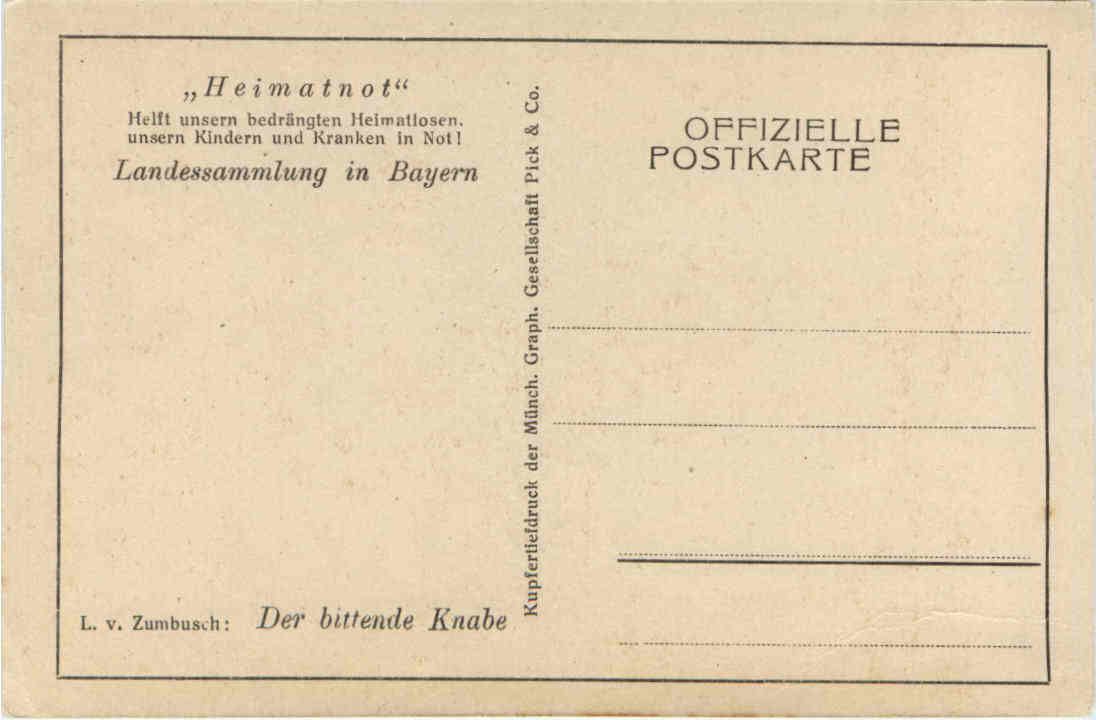 „Heimatnot“
Helft unsern bedrängten Heimatlosen,
unsern Kindern und Kranken in Not!
Landessammlung in Bayern
L. v. Zumbusch: Der bittende Knabe
Kupfertiefdruck der Münch. Graph. Gesellschaft Pick & Co.
OFFIZIELLE
POSTKARTE